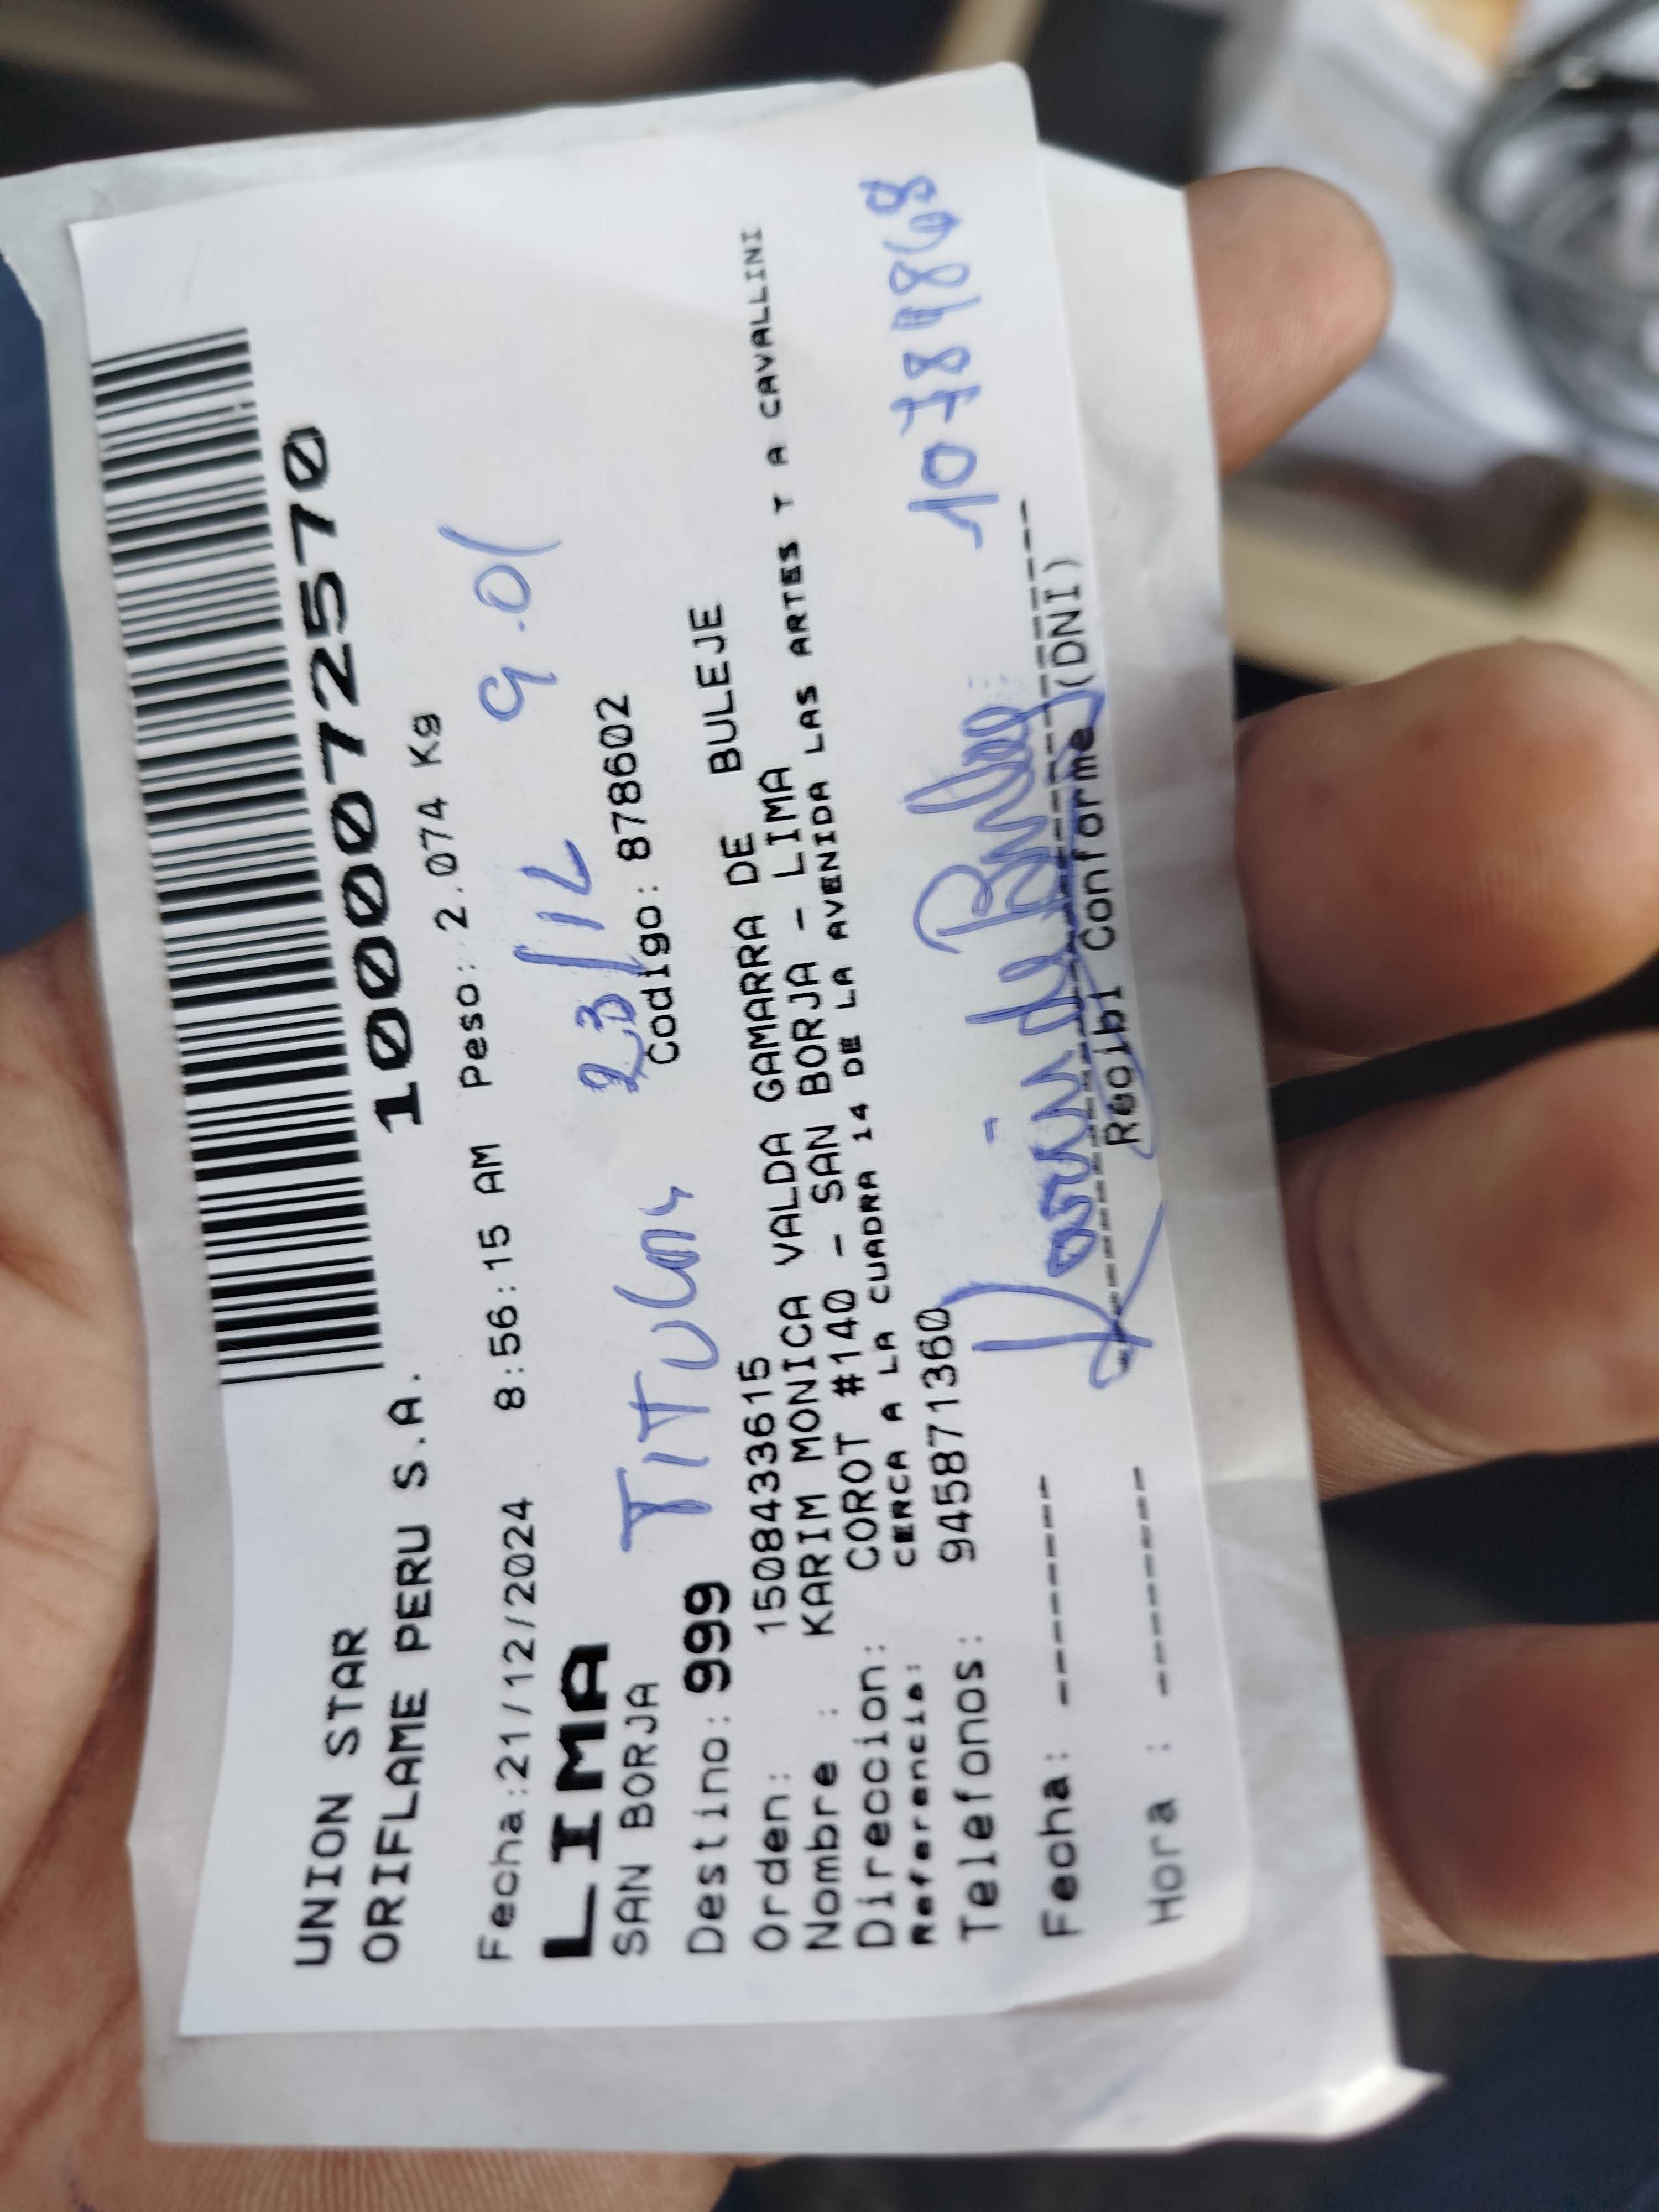 UNION STAR
ORIFLAME PERU S.A.
1000072570
Fecha:21/12/2024 8:56:15 AM Peso: 2.074 Kg
LIMA
SAN BORJA
23/12 9.01
Destino: 999 TITULAR Codigo: 878602
Orden: 1508433615
Nombre : KARIM MONICA VALDA GAMARRA DE BULEJE
Direccion: COROT #140 - SAN BORJA - LIMA
Referencia: CERCA A LA CUADRA 14 DE LA AVENIDA LAS ARTES T A CAVALLINI
Telefonos: 945871360
Fecha: -------
Hora : -------
Karim de Buleje
Recibi Conforme (DNI)